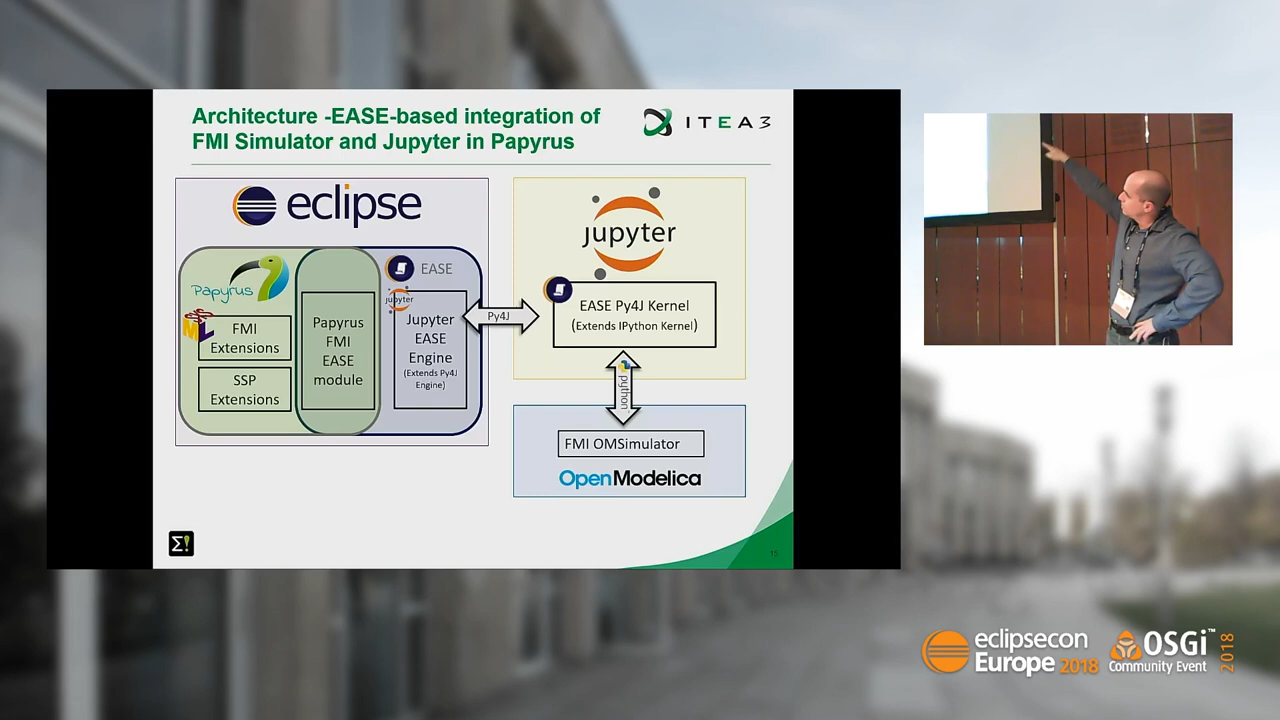 Architecture -EASE-based integration of
FMI Simulator and Jupyter in Papyrus
ITEA3
eclipse
Papyrus
FMI
Extensions
SSP
Extensions
Papyrus
FMI
EASE
module
EASE
jupyter
Jupyter
EASE
Engine
(Extends Py4J
Engine)
Py4J
jupyter
EASE Py4J Kernel
(Extends IPython Kernel)
python
FMI OMSimulator
OpenModelica
Σ!
15
eclipsecon
Europe 2018
OSGi™
Community Event
2018